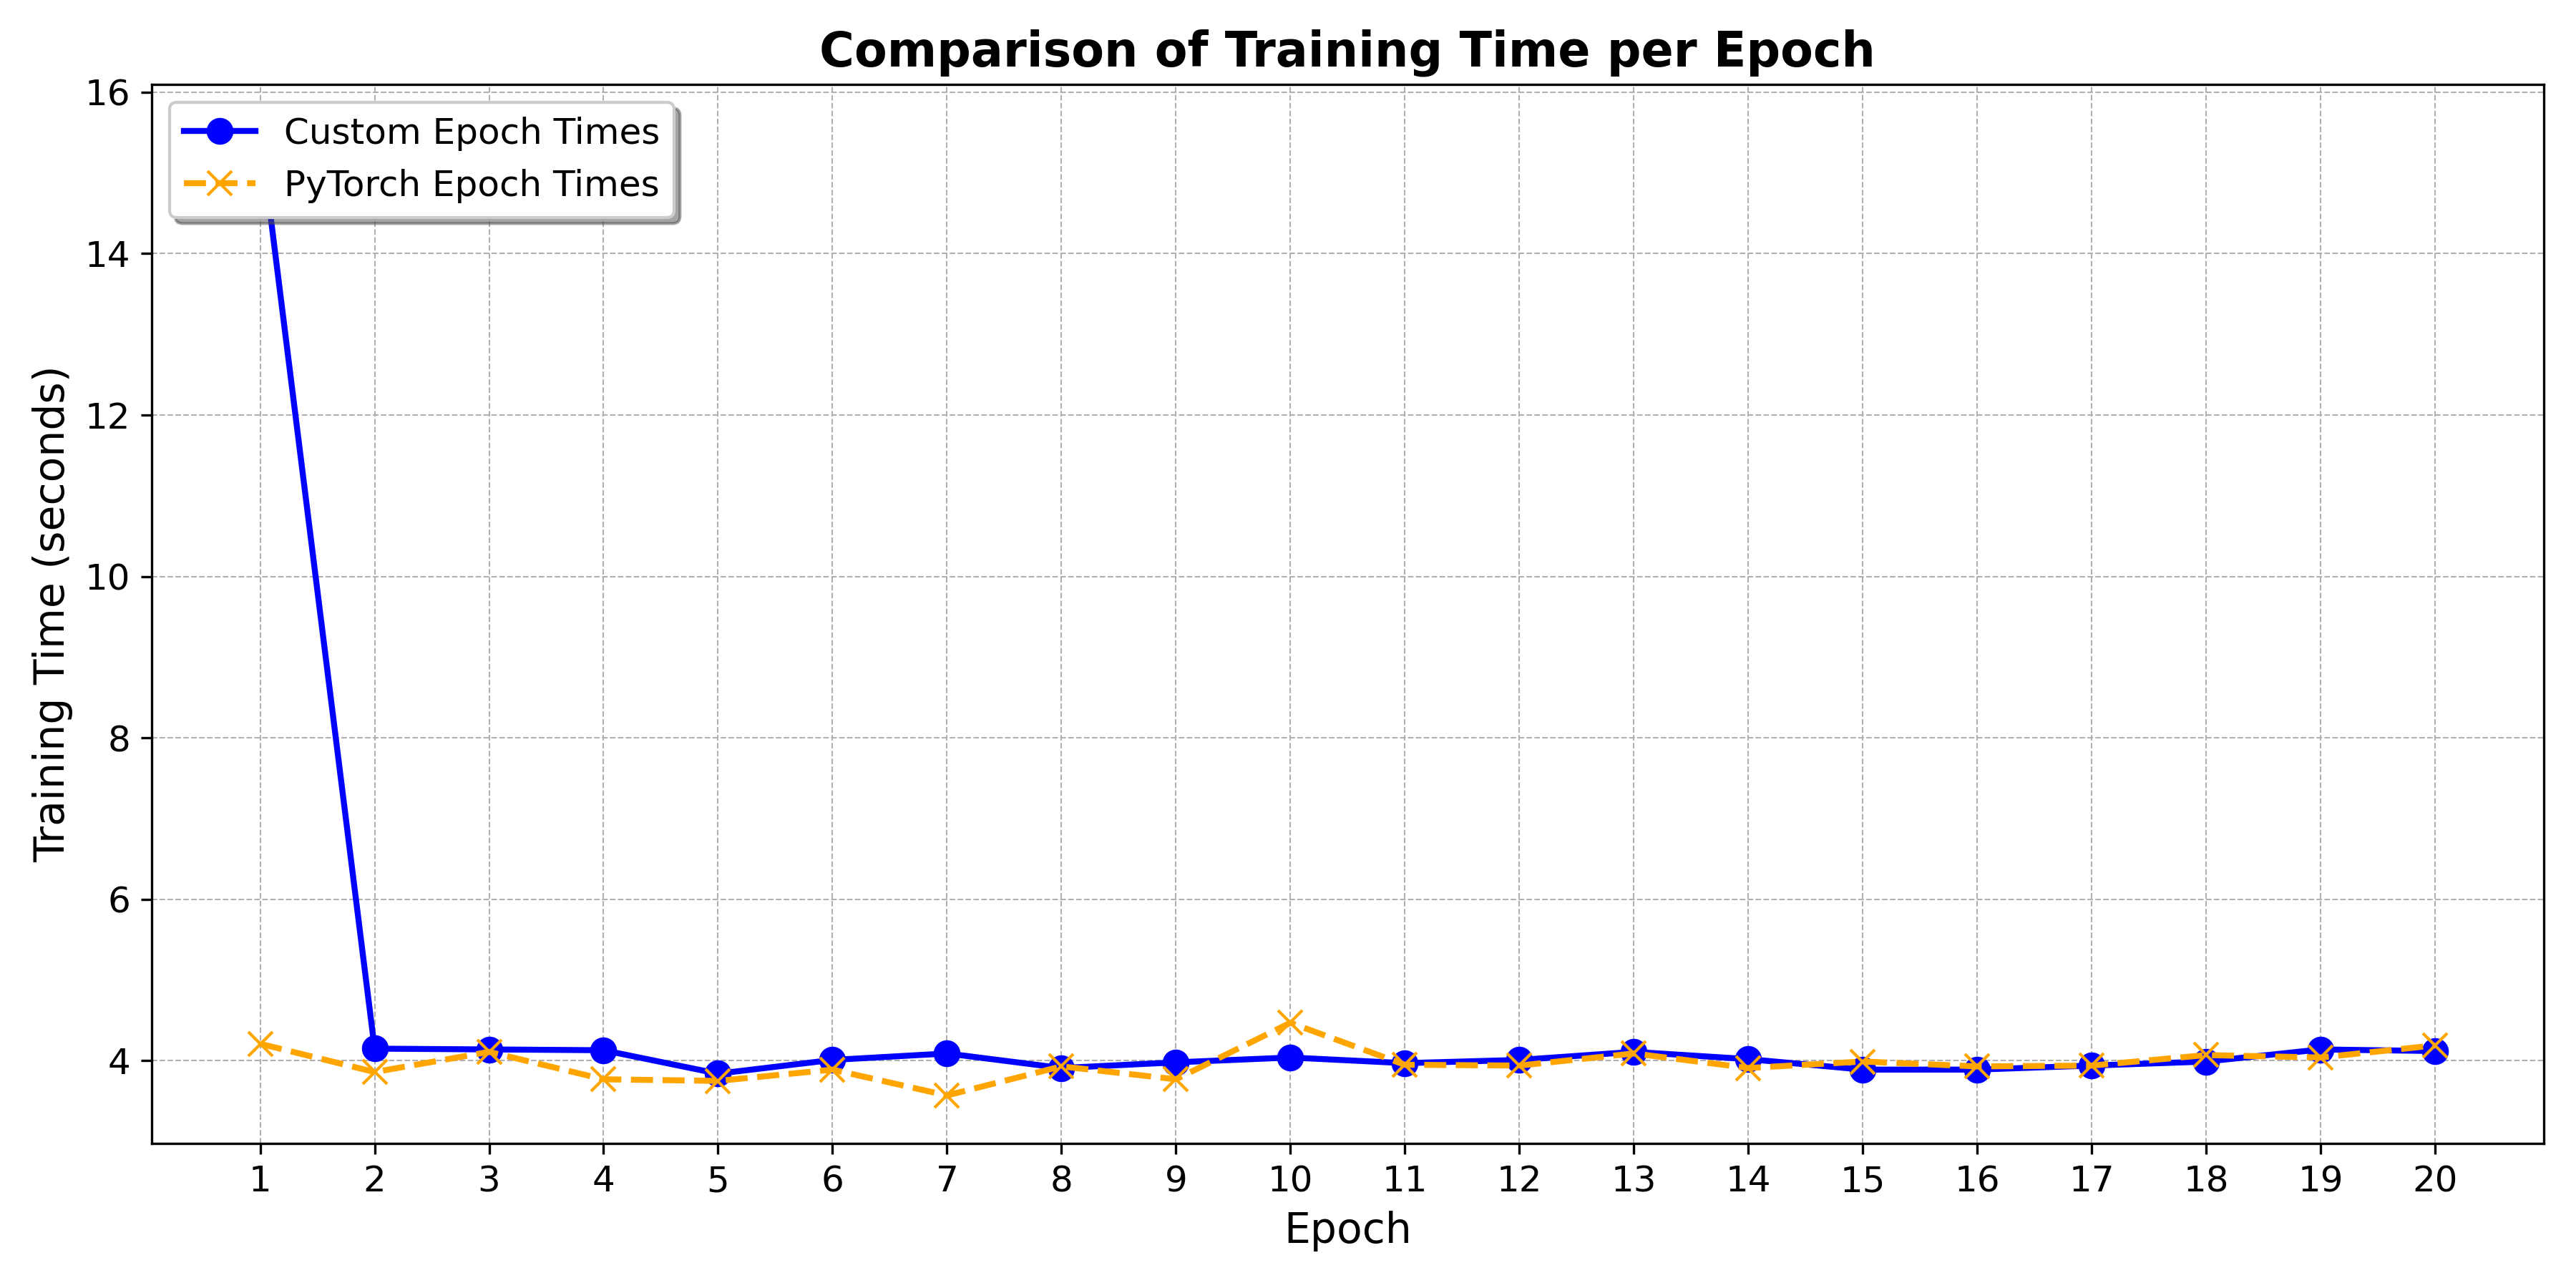 Comparison of Training Time per Epoch
16
14
12
10
8
6
4
Training Time (seconds)
Custom Epoch Times
PyTorch Epoch Times
1 2 3 4 5 6 7 8 9 10 11 12 13 14 15 16 17 18 19 20
Epoch